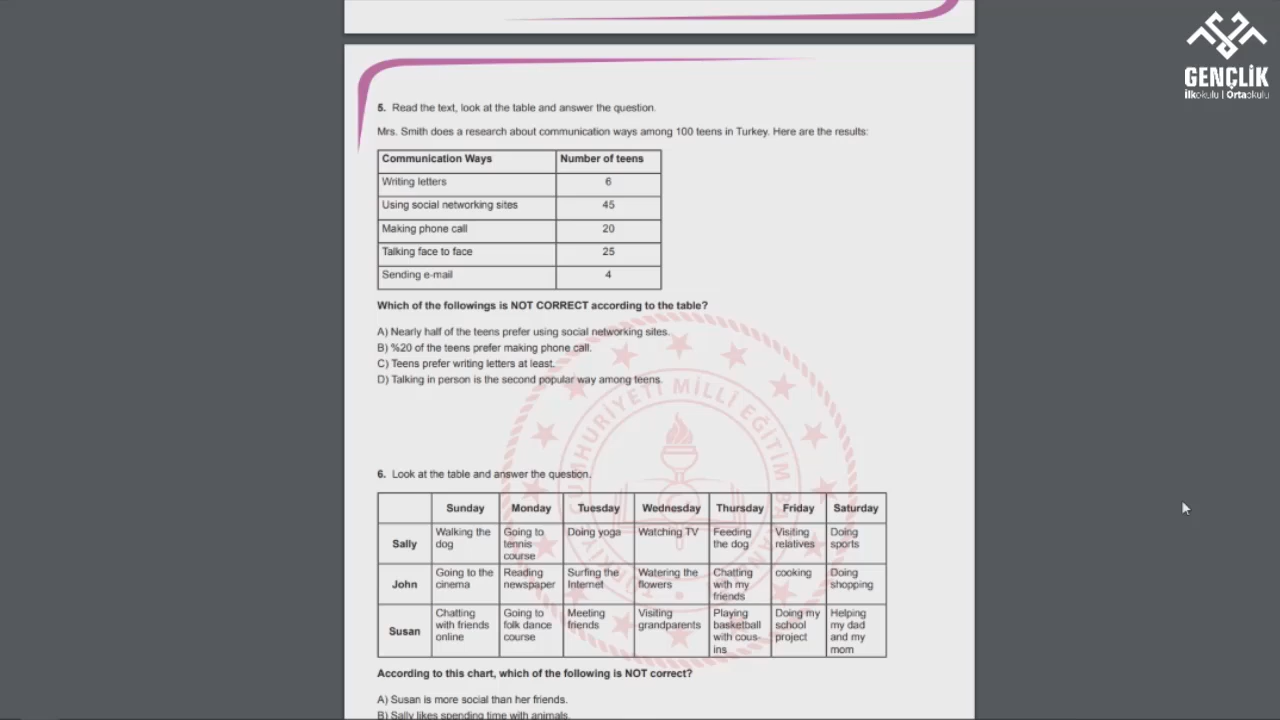 GENÇLİK
İlkokulu | Ortaokulu
5. Read the text, look at the table and answer the question.
Mrs. Smith does a research about communication ways among 100 teens in Turkey. Here are the results:
Communication Ways Number of teens
Writing letters 6
Using social networking sites 45
Making phone call 20
Talking face to face 25
Sending e-mail 4
Which of the followings is NOT CORRECT according to the table?
A) Nearly half of the teens prefer using social networking sites.
B) %20 of the teens prefer making phone call.
C) Teens prefer writing letters at least.
D) Talking in person is the second popular way among teens.
6. Look at the table and answer the question.
Sunday Monday Tuesday Wednesday Thursday Friday Saturday
Sally Walking the dog Going to tennis course Doing yoga Watching TV Feeding the dog Visiting relatives Doing sports
John Going to the cinema Reading newspaper Surfing the Internet Watering the flowers Chatting with my friends cooking Doing shopping
Susan Chatting with friends online Going to folk dance course Meeting friends Visiting grandparents Playing basketball with cous-ins Doing my school project Helping my dad and my mom
According to this chart, which of the following is NOT correct?
A) Susan is more social than her friends.
B) Sally likes spending time with animals.